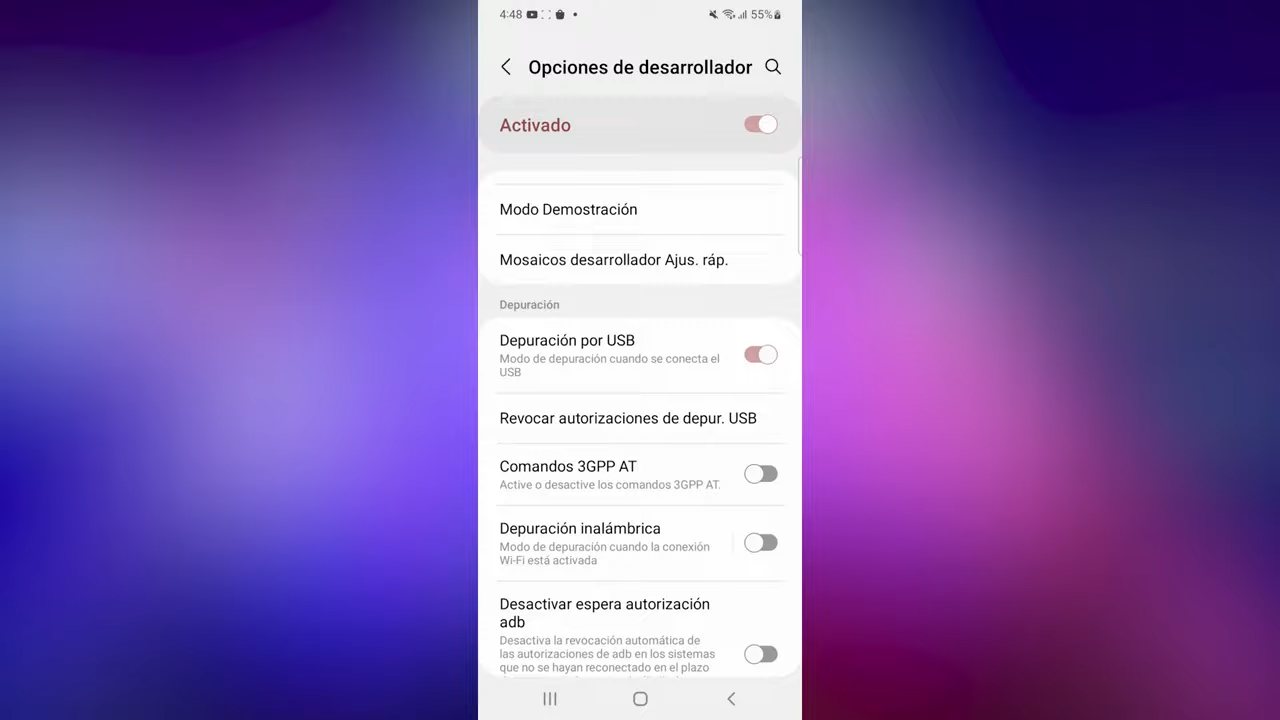 4:48
55%
Opciones de desarrollador
Activado
Modo Demostración
Mosaicos desarrollador Ajus. ráp.
Depuración
Depuración por USB
Modo de depuración cuando se conecta el
USB
Revocar autorizaciones de depur. USB
Comandos 3GPP AT
Active o desactive los comandos 3GPP AT.
Depuración inalámbrica
Modo de depuración cuando la conexión
Wi-Fi está activada
Desactivar espera autorización
adb
Desactiva la revocación automática de
las autorizaciones de adb en los sistemas
que no se hayan reconectado en el plazo